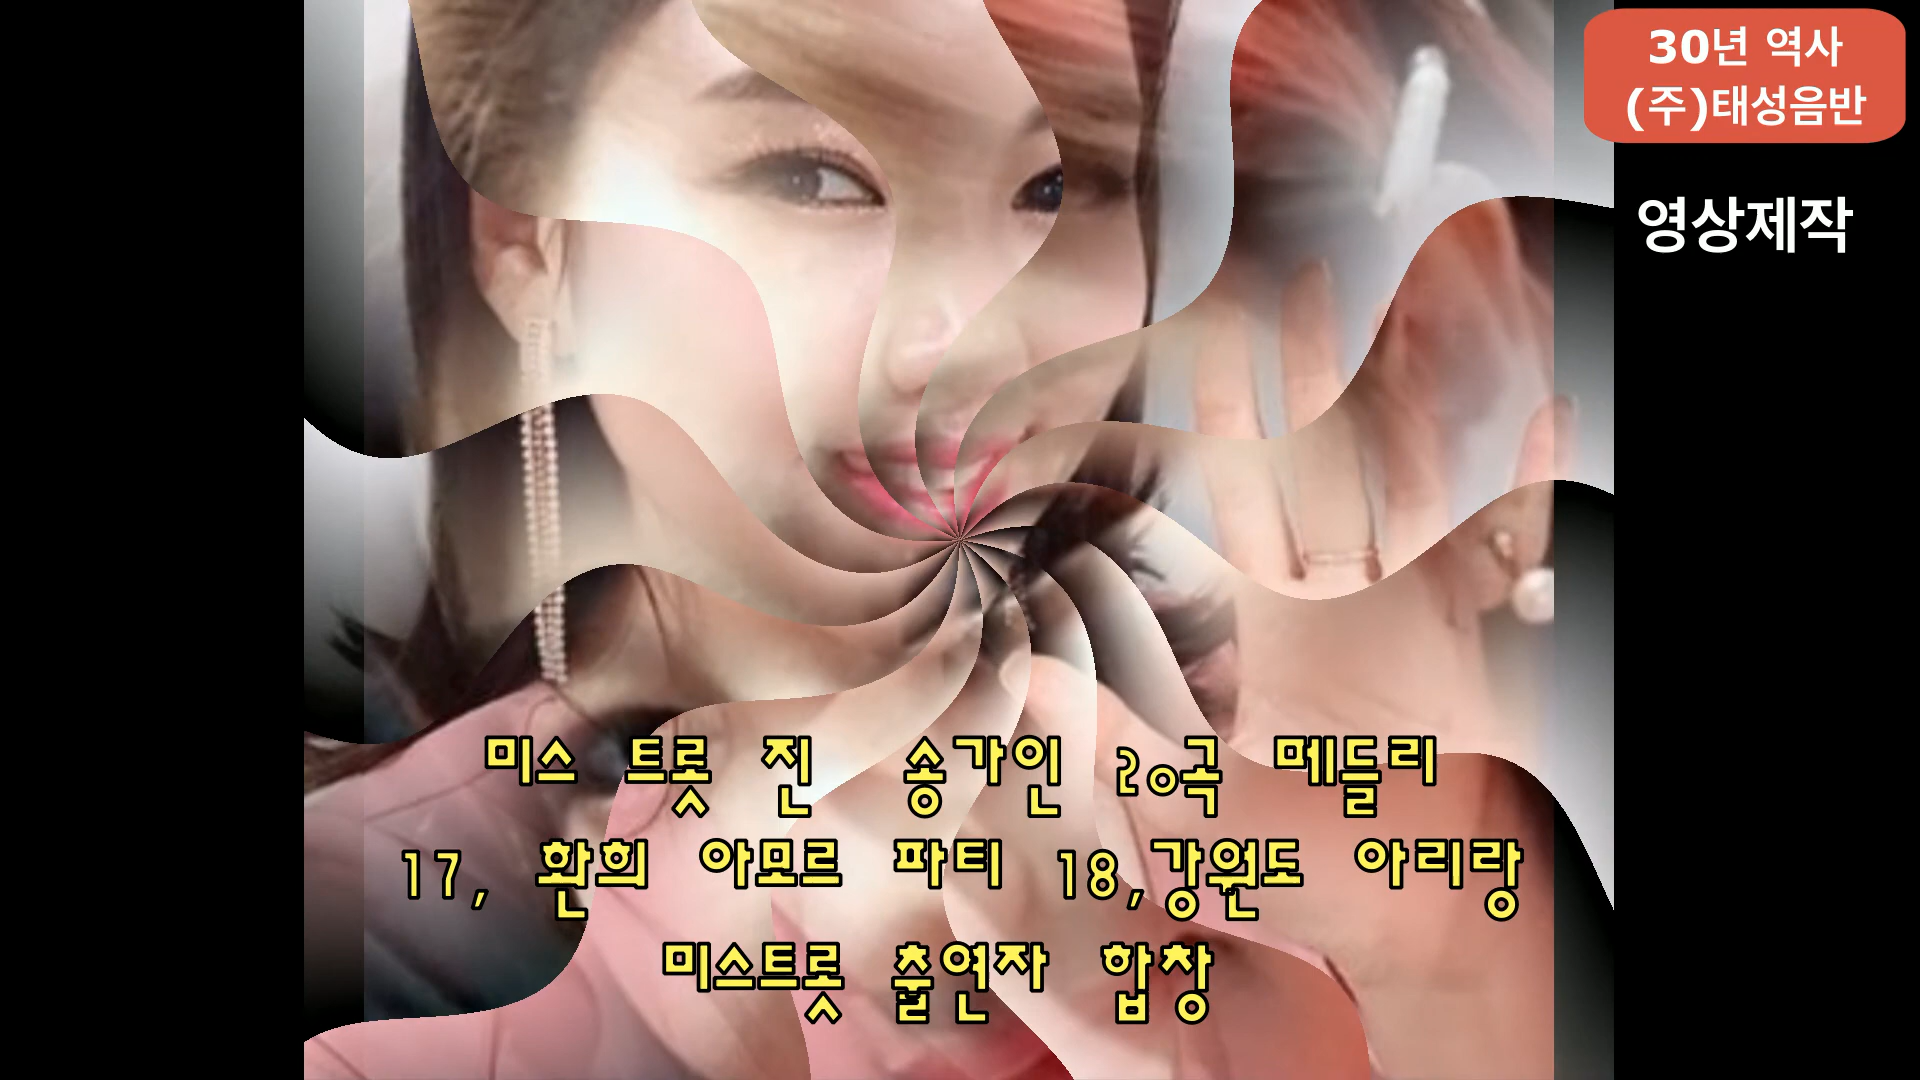 30년 역사
(주)태성음반
영상제작
미스 트롯 진 송가인 20곡 메들리
17, 환희 아모르 파티 18,강원도 아리랑
미스트롯 출연자 합창